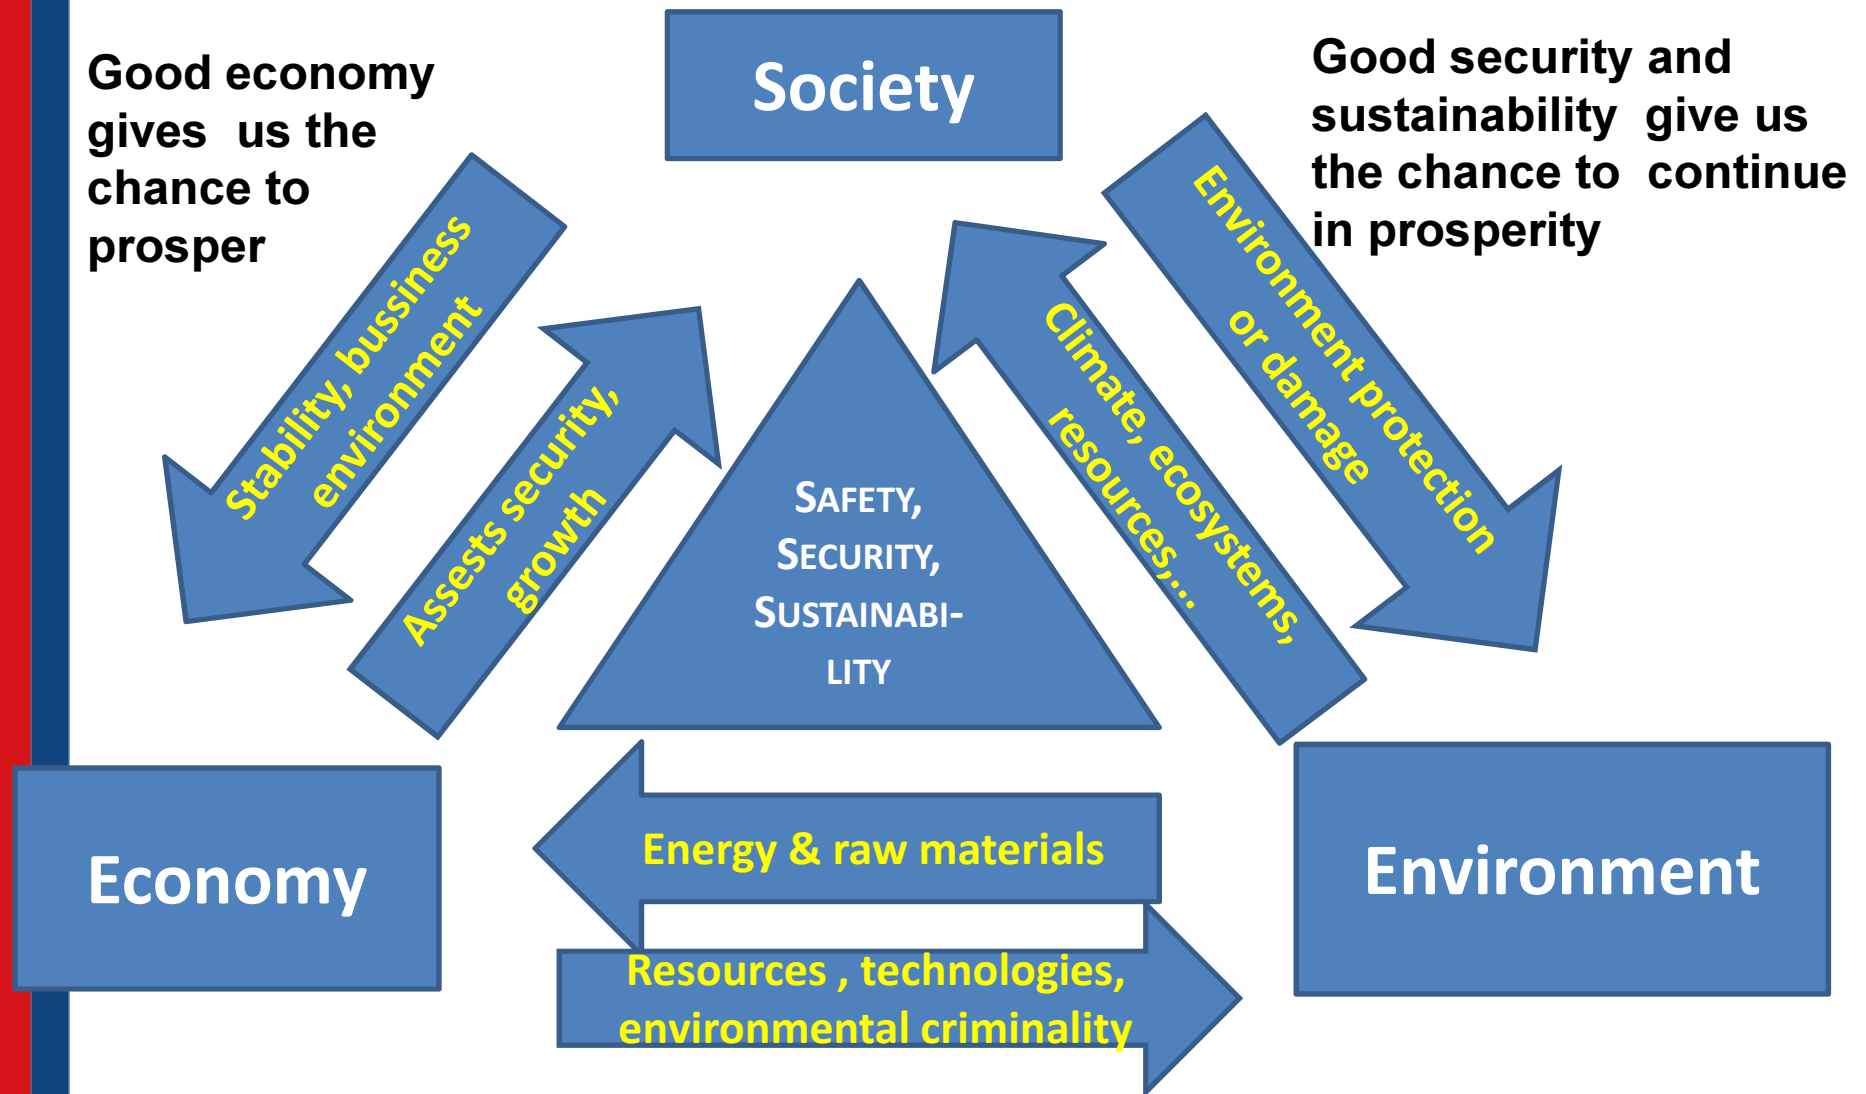 Society
Good economy
gives us the
chance to
prosper
Good security and
sustainability give us
the chance to continue
in prosperity
Stability, bussiness
environment
Assests security,
growth
Climate, ecosystems,
resources,...
Environment protection
or damage
SAFETY,
SECURITY,
SUSTAINABI-
LITY
Economy
Energy & raw materials
Resources , technologies,
environmental criminality
Environment